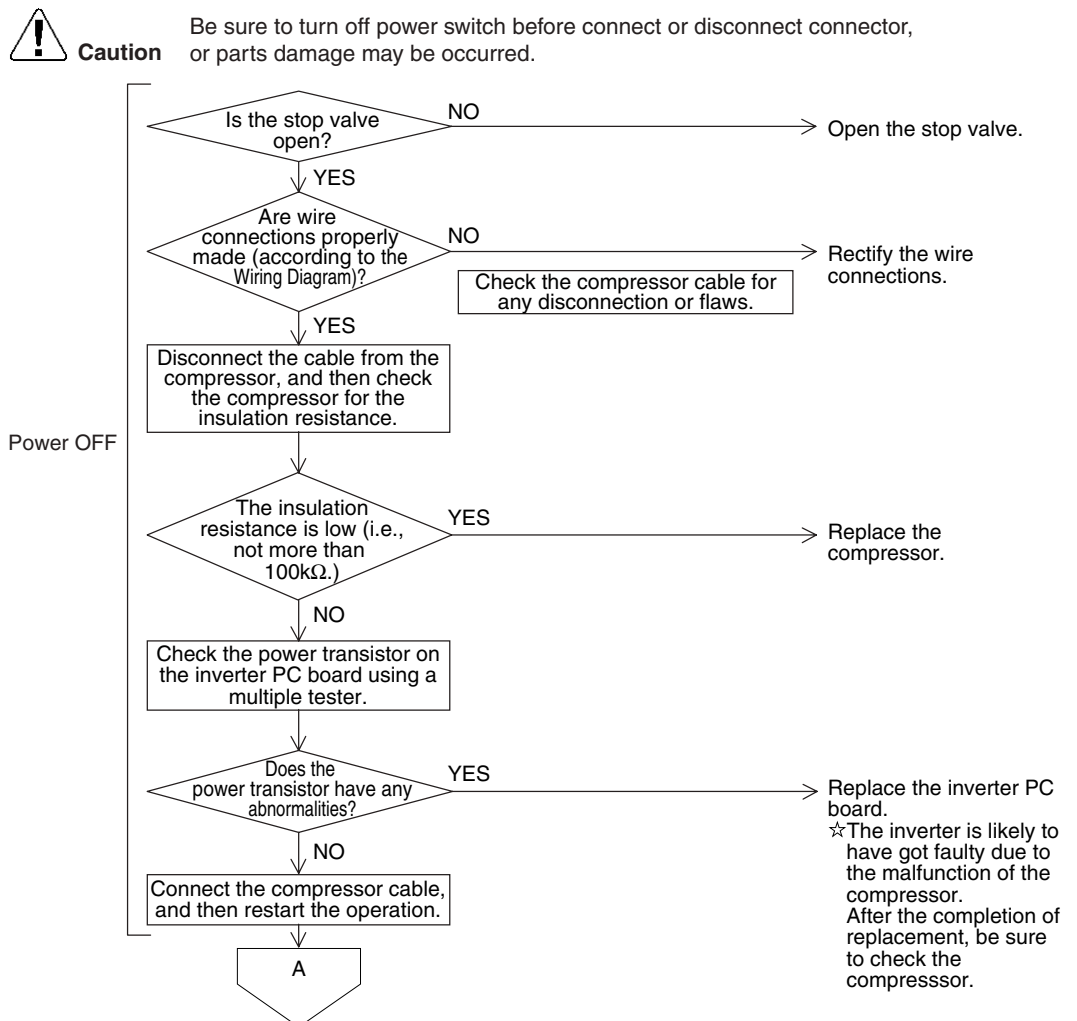 Be sure to turn off power switch before connect or disconnect connector,
Caution
or parts damage may be occurred.
Is the stop valve
open?
NO
Open the stop valve.
YES
Are wire
connections properly
made (according to the
Wiring Diagram)?
NO
Rectify the wire
connections.
Check the compressor cable for
any disconnection or flaws.
YES
Disconnect the cable from the
compressor, and then check
the compressor for the
insulation resistance.
Power OFF
The insulation
resistance is low (i.e.,
not more than
100kΩ.)
YES
Replace the
compressor.
NO
Check the power transistor on
the inverter PC board using a
multiple tester.
Does the
power transistor have any
abnormalities?
YES
Replace the inverter PC
board.
☆The inverter is likely to
have got faulty due to
the malfunction of the
compressor.
After the completion of
replacement, be sure
to check the
compresssor.
NO
Connect the compressor cable,
and then restart the operation.
A